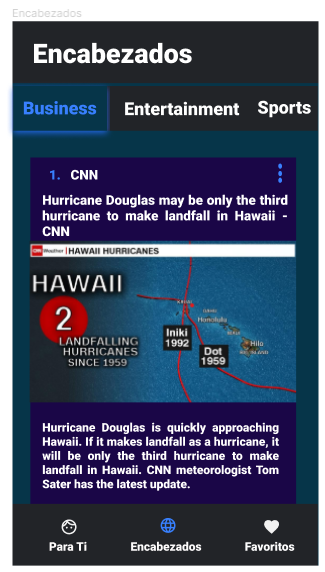 Encabezados
Encabezados
Business Entertainment Sports
1. CNN
Hurricane Douglas may be only the third
hurricane to make landfall in Hawaii -
CNN
CNN Weather HAWAII HURRICANES
HAWAII
2
LANDFALLING
HURRICANES
SINCE 1959
Iniki
1992
Dot
1959
Honolulu
Hilo
Hurricane Douglas is quickly approaching
Hawaii. If it makes landfall as a hurricane, it
will be only the third hurricane to make
landfall in Hawaii. CNN meteorologist Tom
Sater has the latest update.
Para Ti Encabezados Favoritos